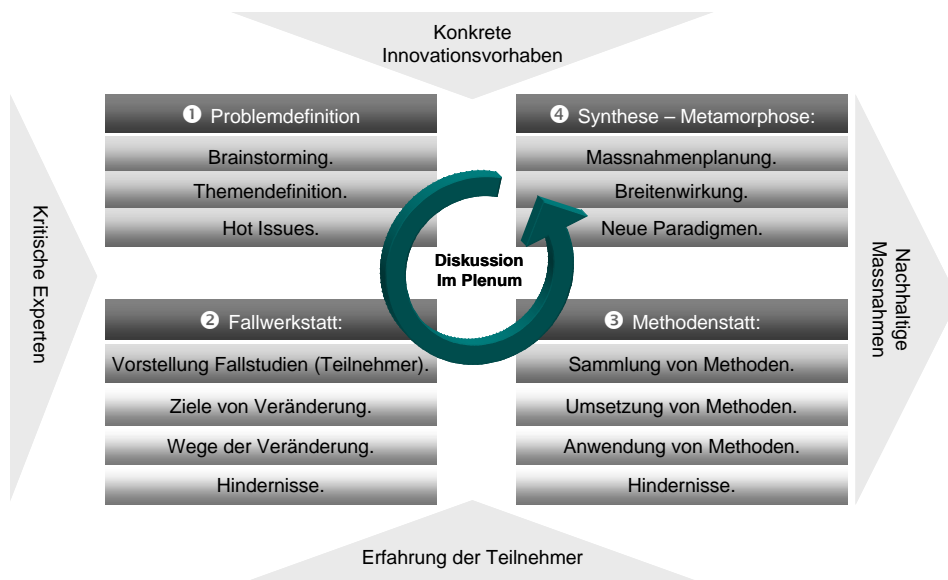 Konkrete
Innovationsvorhaben
Kritische Experten
❶ Problemdefinition
Brainstorming.
Themendefinition.
Hot Issues.
❹ Synthese – Metamorphose:
Massnahmenplanung.
Breitenwirkung.
Neue Paradigmen.
Diskussion
Im Plenum
❷ Fallwerkstatt:
Vorstellung Fallstudien (Teilnehmer).
Ziele von Veränderung.
Wege der Veränderung.
Hindernisse.
❸ Methodenstatt:
Sammlung von Methoden.
Umsetzung von Methoden.
Anwendung von Methoden.
Hindernisse.
Nachhaltige
Massnahmen
Erfahrung der Teilnehmer